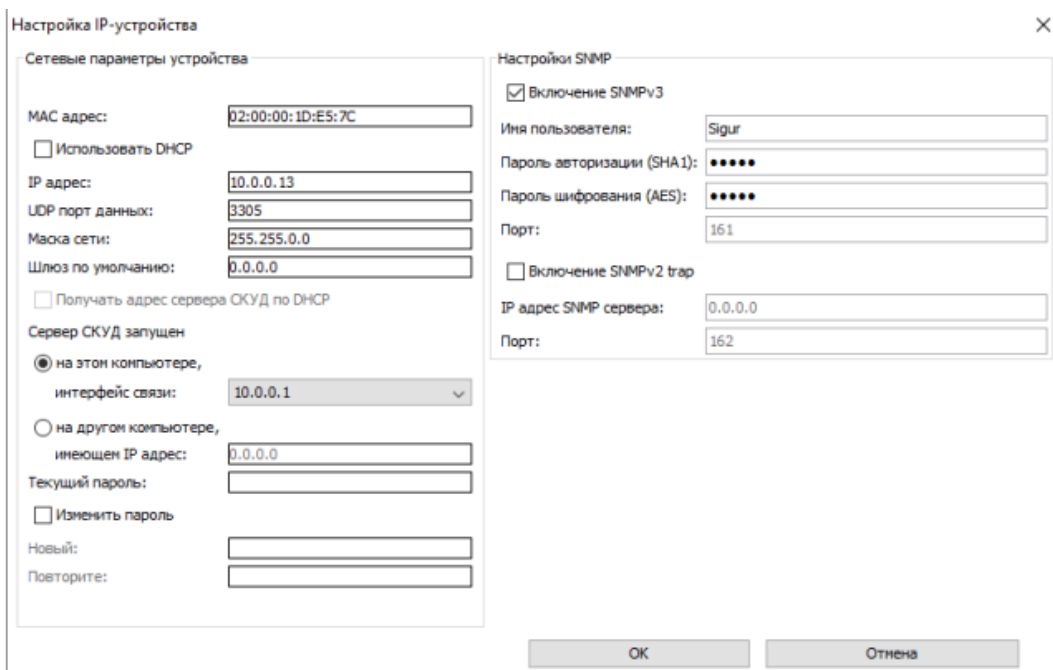 Настройка IP-устройства
Сетевые параметры устройства
MAC адрес: 02:00:00:1D:E5:7C
Использовать DHCP
IP адрес: 10.0.0.13
UDP порт данных: 3305
Маска сети: 255.255.0.0
Шлюз по умолчанию: 0.0.0.0
Получать адрес сервера СКУД по DHCP
Сервер СКУД запущен
на этом компьютере,
интерфейс связи: 10.0.0.1
на другом компьютере,
имеющем IP адрес: 0.0.0.0
Текущий пароль:
Изменить пароль
Новый:
Повторите:
Настройки SNMP
Включение SNMPv3
Имя пользователя: Sigur
Пароль авторизации (SHA1): •••••
Пароль шифрования (AES): •••••
Порт: 161
Включение SNMPv2 trap
IP адрес SNMP сервера: 0.0.0.0
Порт: 162
OK Отмена